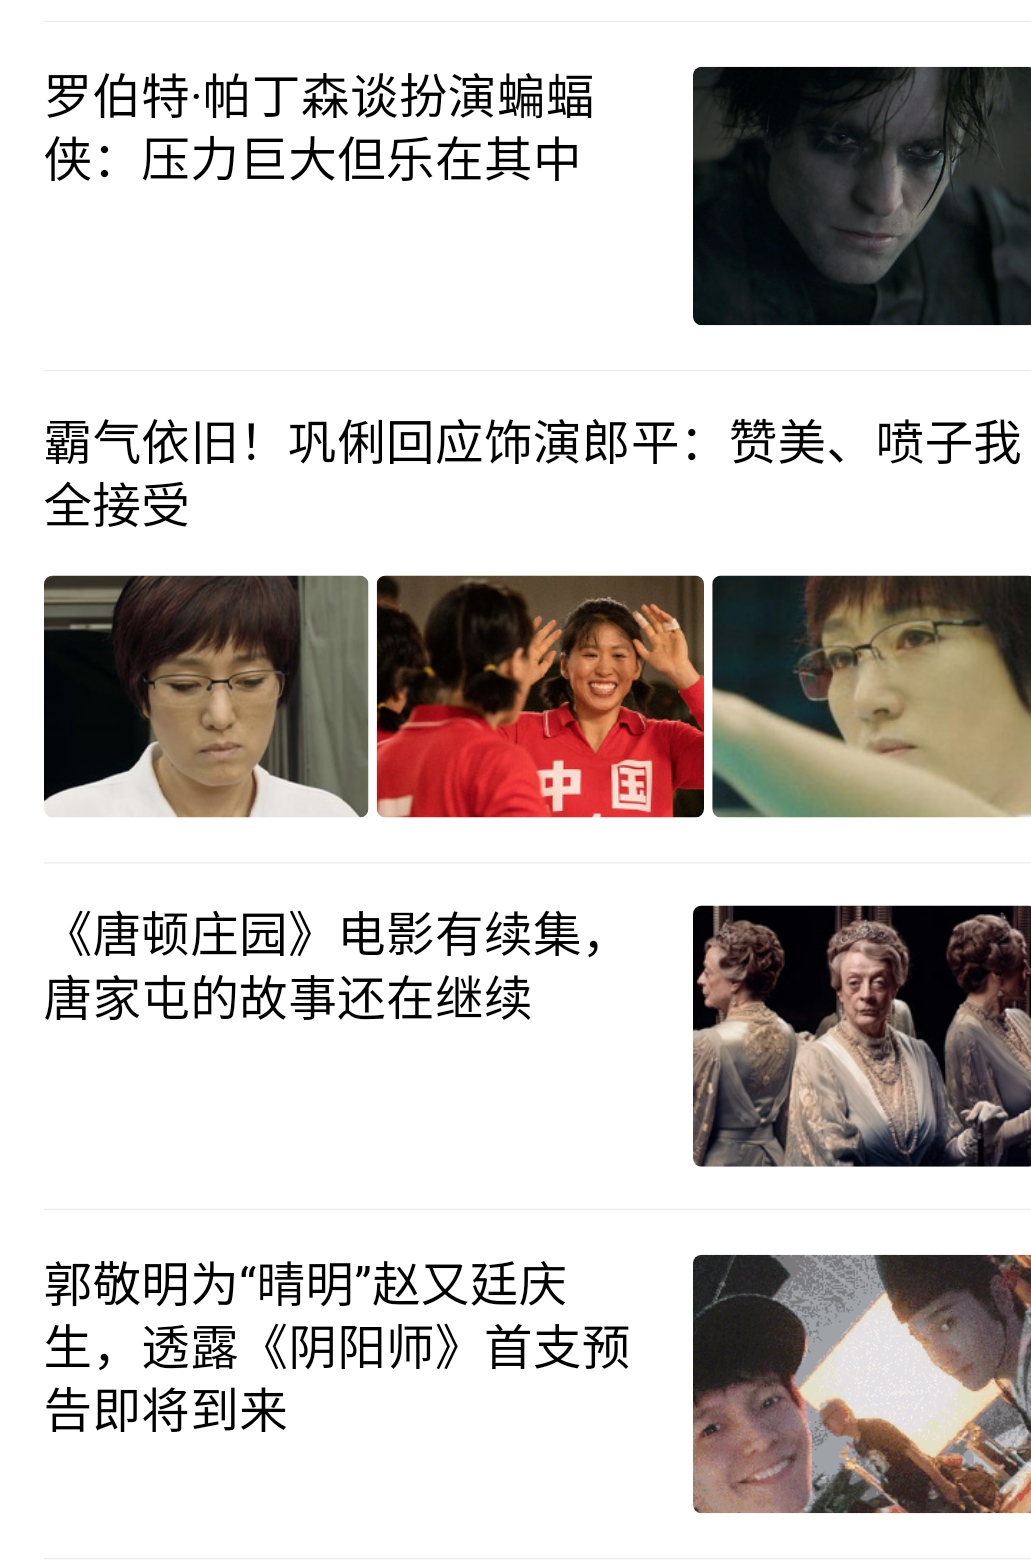 罗伯特·帕丁森谈扮演蝙蝠
侠：压力巨大但乐在其中
霸气依旧！巩俐回应饰演郎平：赞美、喷子我
全接受
中国
《唐顿庄园》电影有续集，
唐家屯的故事还在继续
郭敬明为“晴明”赵又廷庆
生，透露《阴阳师》首支预
告即将到来